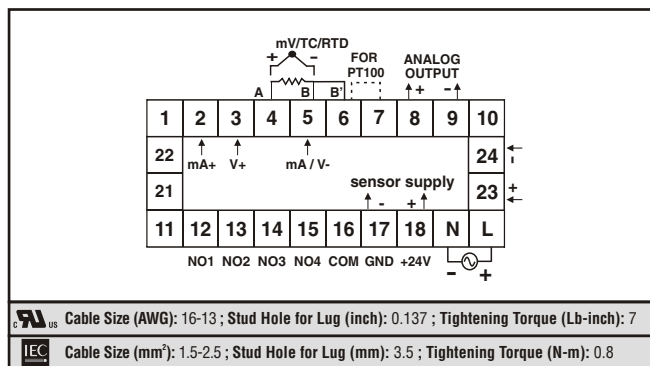 mV/TC/RTD
+ -
FOR
PT100
ANALOG
OUTPUT
A B B'
+ -
1 2 3 4 5 6 7 8 9 10
22 mA+ V+ mA / V- 24 -
21 sensor supply 23 +
- +
11 12 13 14 15 16 17 18 N L
NO1 NO2 NO3 NO4 COM GND +24V - +
c RU US Cable Size (AWG): 16-13 ; Stud Hole for Lug (inch): 0.137 ; Tightening Torque (Lb-inch): 7
IEC Cable Size (mm²): 1.5-2.5 ; Stud Hole for Lug (mm): 3.5 ; Tightening Torque (N-m): 0.8